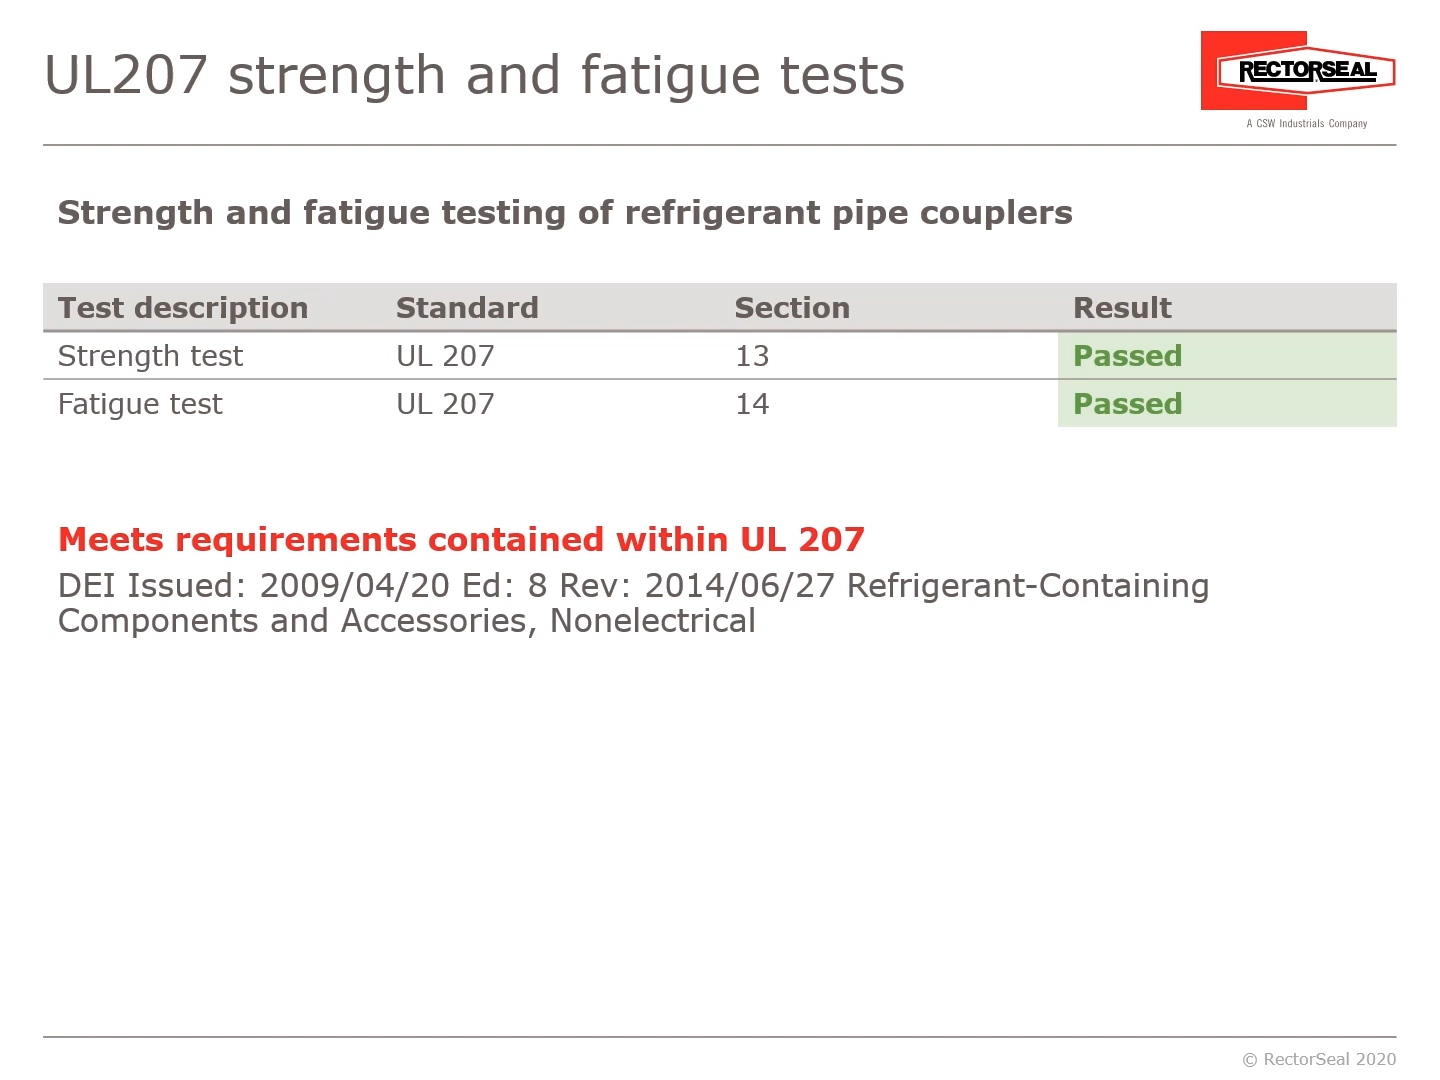 UL207 strength and fatigue tests
RECTORSEAL
A CSW Industrials Company
Strength and fatigue testing of refrigerant pipe couplers
Test description Standard Section Result
Strength test UL 207 13 Passed
Fatigue test UL 207 14 Passed
Meets requirements contained within UL 207
DEI Issued: 2009/04/20 Ed: 8 Rev: 2014/06/27 Refrigerant-Containing
Components and Accessories, Nonelectrical
© RectorSeal 2020